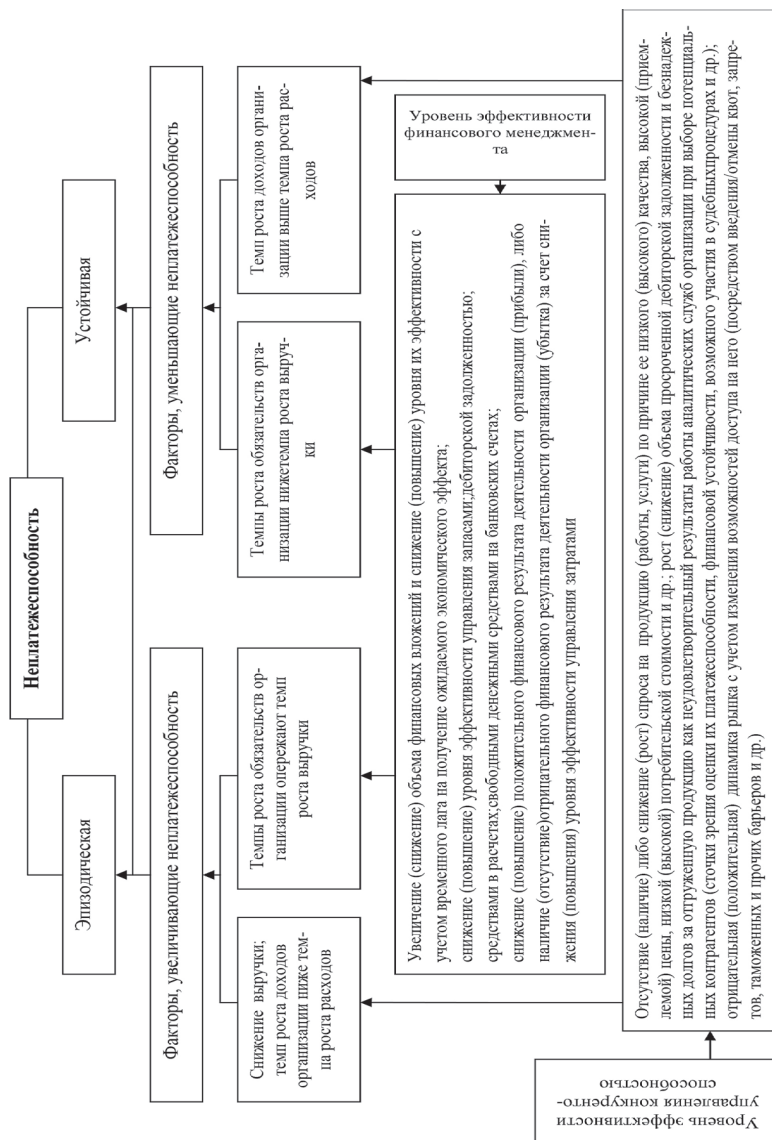 Неплатежеспособность
Эпизодическая
Устойчивая
Факторы, увеличивающие неплатежеспособность
Факторы, уменьшающие неплатежеспособность
Снижение выручки;
темп роста доходов
организации ниже тем-
па роста расходов
Темпы роста обязательств ор-
ганизации опережают темп
роста выручки
Темпы роста обязательств орга-
низации нижетемпа роста выруч-
ки
Темп роста доходов органи-
зации выше темпа роста рас-
ходов
Увеличение (снижение) объема финансовых вложений и снижение (повышение) уровня их эффективности с
учетом временного лага на получение ожидаемого экономического эффекта;
снижение (повышение) уровня эффективности управления запасами;дебиторской задолженностью;
средствами в расчетах;свободными денежными средствами на банковских счетах;
снижение (повышение) положительного финансового результата деятельности организации (прибыли), либо
наличие (отсутствие)отрицательного финансового результата деятельности организации (убытка) за счет сни-
жения (повышения) уровня эффективности управления затратами
Уровень эффективности
финансового менеджмен-
та
Отсутствие (наличие) либо снижение (рост) спроса на продукцию (работы, услуги) по причине ее низкого (высокого) качества, высокой (прием-
лемой) цены, низкой (высокой) потребительской стоимости и др.; рост (снижение) объема просроченной дебиторской задолженности и безнадеж-
ных долгов за отгруженную продукцию как неудовлетворительный результаты работы аналитических служб организации при выборе потенциаль-
ных контрагентов (сточки зрения оценки их платежеспособности, финансовой устойчивости, возможного участия в судебныхпроцедурах и др.);
отрицательная (положительная) динамика рынка с учетом изменения возможностей доступа на него (посредством введения/отмены квот, запре-
тов, таможенных и прочих барьеров и др.)
Уровень эффективности
управления конкуренто-
способностью